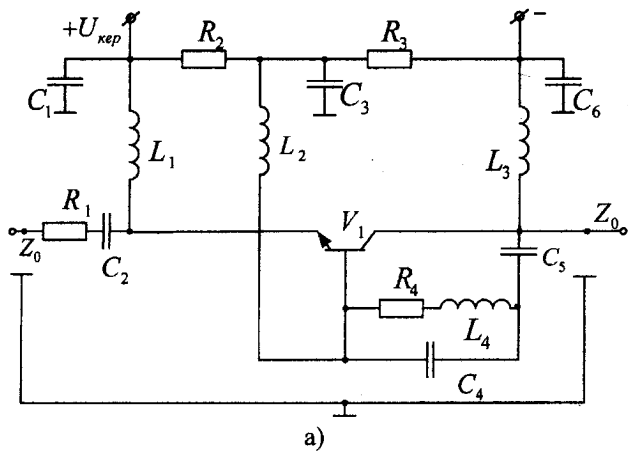 +U_кер
R_2
R_3
–
C_1
C_3
C_6
L_1
L_2
L_3
R_1
V_1
Z_0
Z_0
C_2
C_5
R_4
L_4
C_4
а)